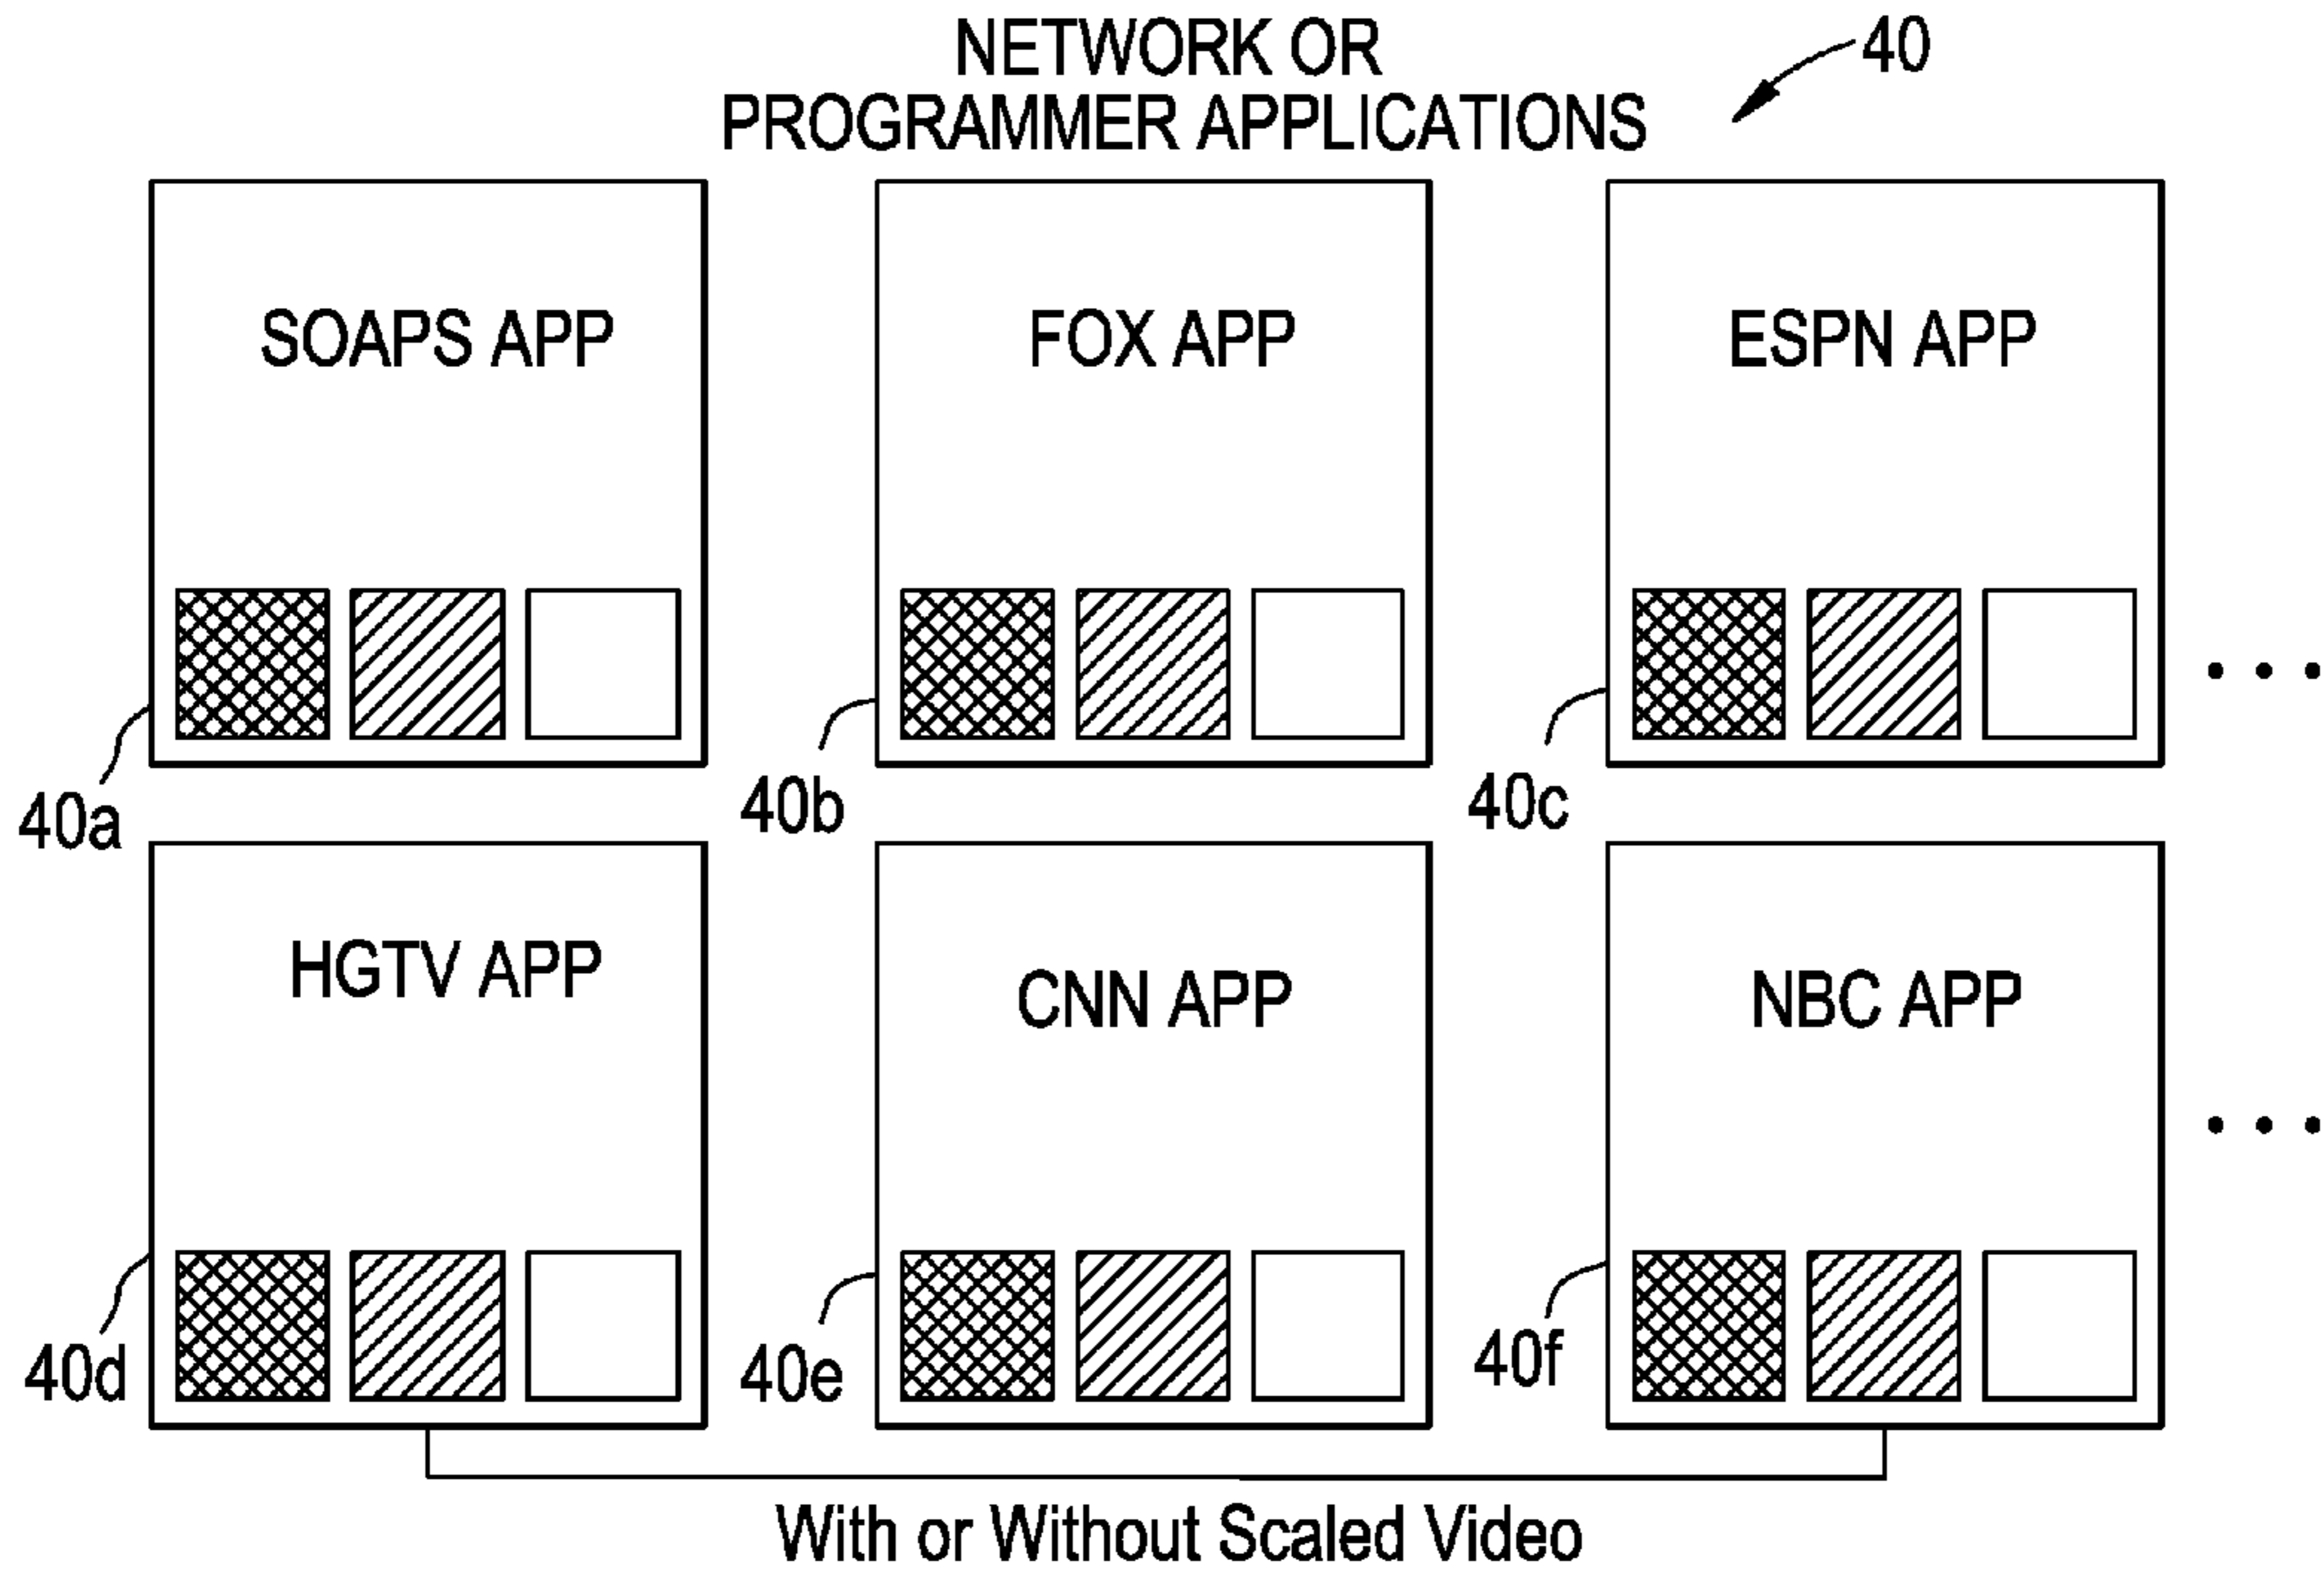 NETWORK OR
PROGRAMMER APPLICATIONS
40
SOAPS APP
FOX APP
ESPN APP
40a
40b
40c
HGTV APP
CNN APP
NBC APP
40d
40e
40f
With or Without Scaled Video